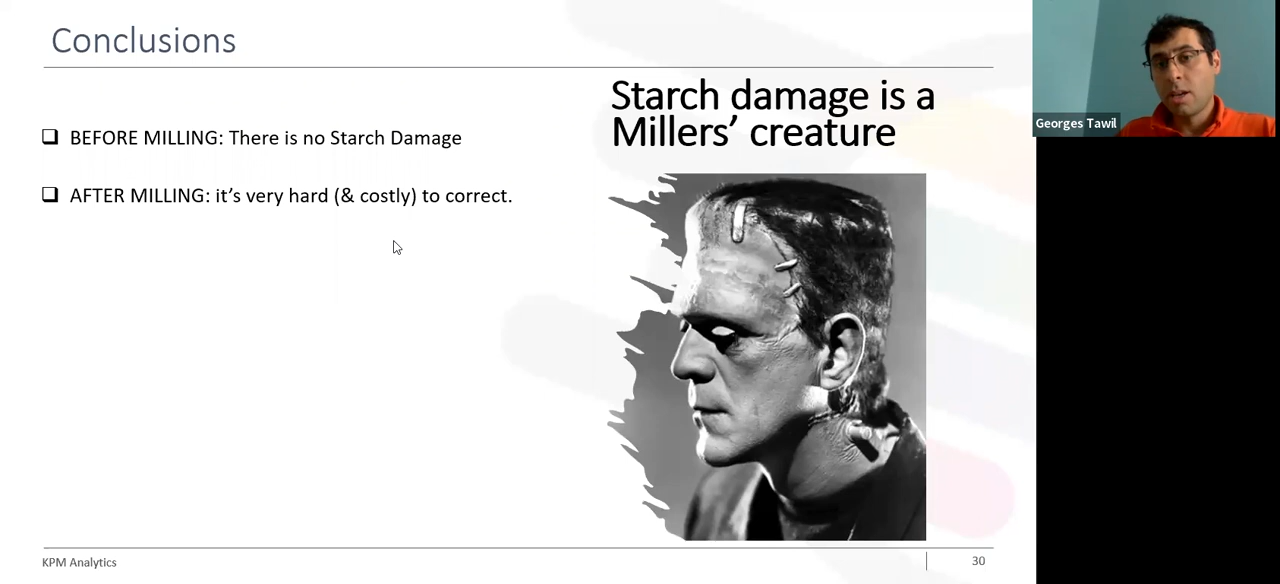 Conclusions
Starch damage is a
Millers’ creature
❑ BEFORE MILLING: There is no Starch Damage
❑ AFTER MILLING: it’s very hard (& costly) to correct.
Georges Tawil
KPM Analytics
30